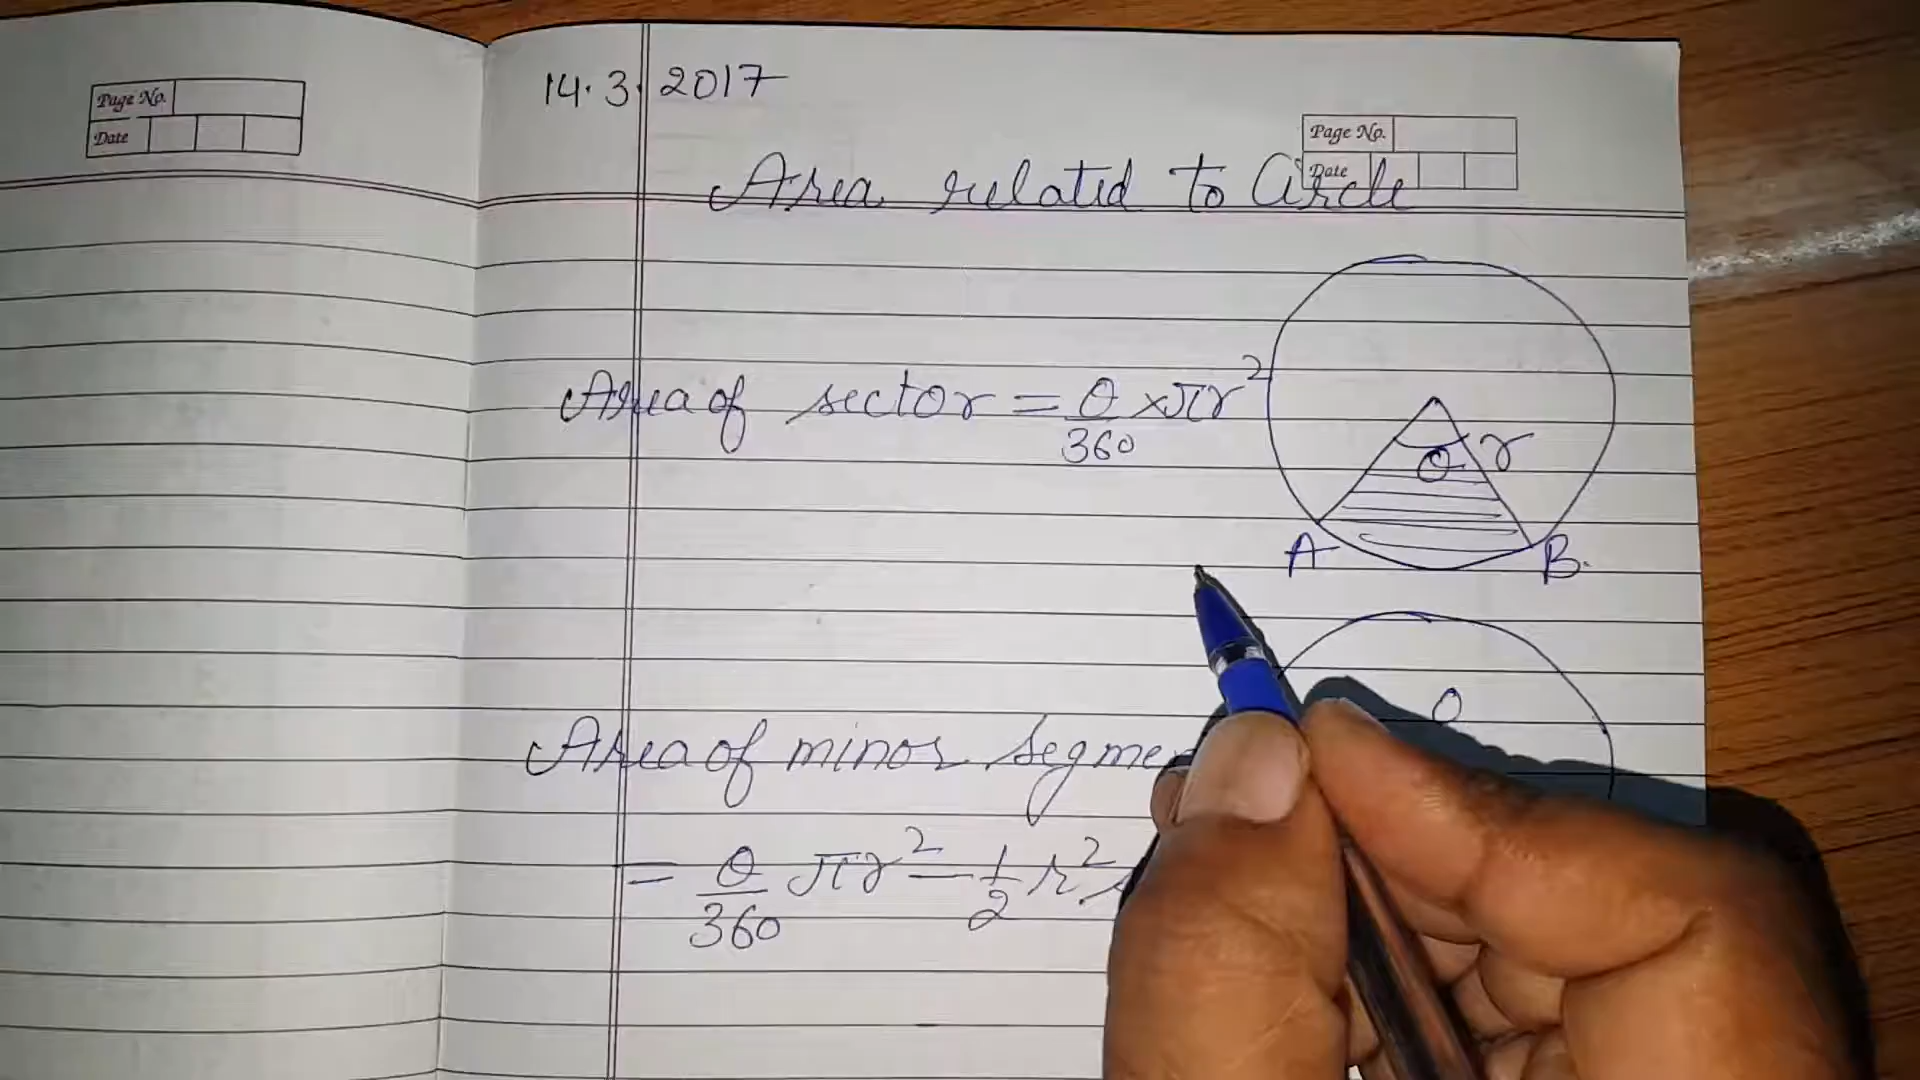 Page No.
Date
14.3.2017
Page No.
Date
Area related to Circle
Area of sector = θ/360 × πr²
θ r
A B.
O
Area of minor
= θ/360 πr² - 1/2 r²